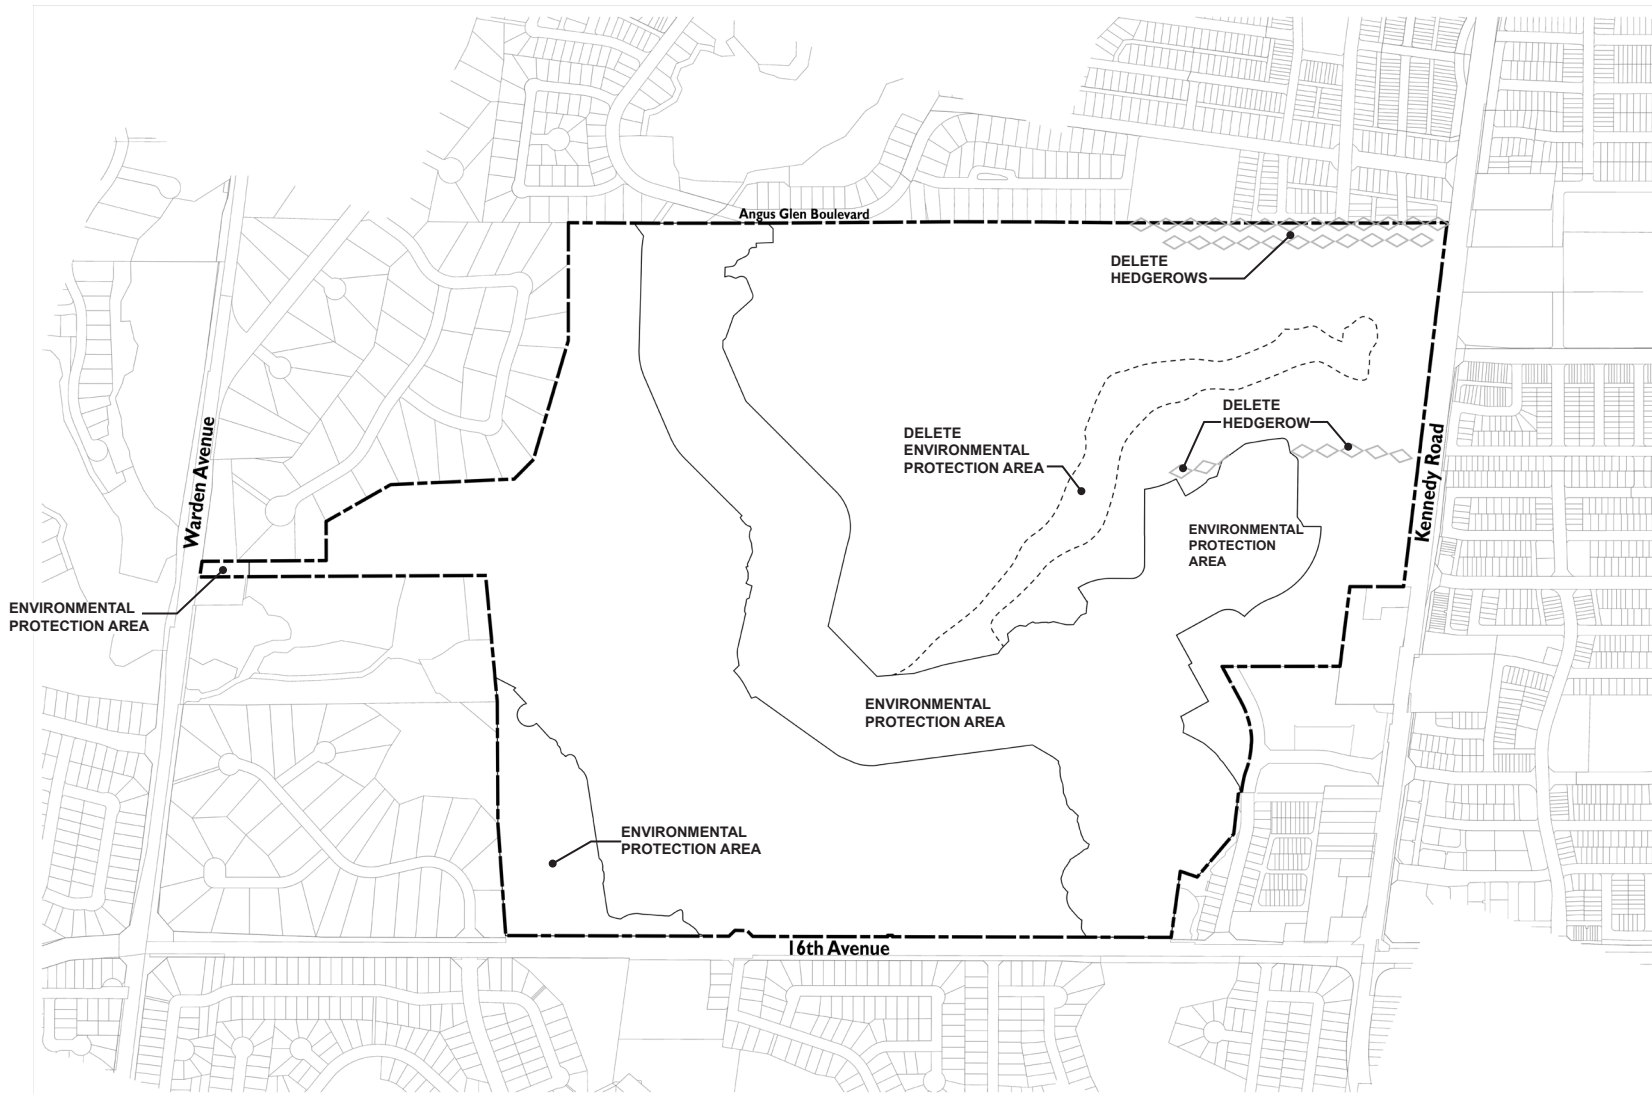 Angus Glen Boulevard
DELETE
HEDGEROWS
DELETE
HEDGEROW
DELETE
ENVIRONMENTAL
PROTECTION AREA
Warden Avenue
Kennedy Road
ENVIRONMENTAL
PROTECTION
AREA
ENVIRONMENTAL
PROTECTION AREA
ENVIRONMENTAL
PROTECTION AREA
ENVIRONMENTAL
PROTECTION AREA
16th Avenue